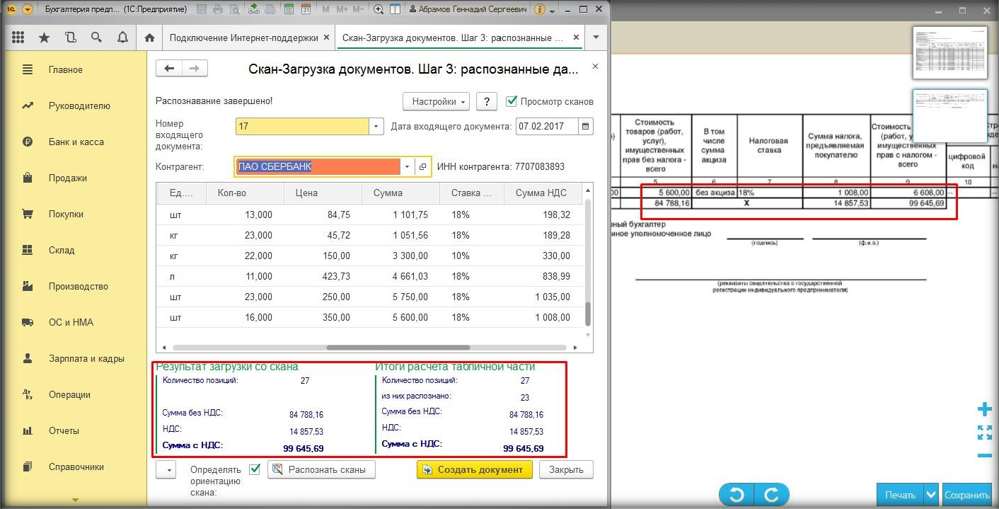 Бухгалтерия предп... (1С:Предприятие)
M M+ M-
31
Абрамов Геннадий Сергеевич
Подключение Интернет-поддержки
Скан-Загрузка документов. Шаг 3: распознанные ...
Главное
Руководителю
Банк и касса
Продажи
Покупки
Склад
Производство
ОС и НМА
Зарплата и кадры
Операции
Отчеты
Справочники
Скан-Загрузка документов. Шаг 3: распознанные да...
Распознавание завершено!
Настройки
?
Просмотр сканов
Номер
входящего
документа:
17
Дата входящего документа:
07.02.2017
Контрагент:
ПАО СБЕРБАНК
ИНН контрагента: 7707083893
Ед.... Кол-во Цена Сумма Ставка ... Сумма НДС
шт 13,000 84,75 1 101,75 18% 198,32
кг 23,000 45,72 1 051,56 18% 189,28
кг 22,000 150,00 3 300,00 10% 330,00
л 11,000 423,73 4 661,03 18% 838,99
шт 23,000 250,00 5 750,00 18% 1 035,00
шт 16,000 350,00 5 600,00 18% 1 008,00
Результат загрузки со скана
Количество позиций: 27
Сумма без НДС: 84 788,16
НДС: 14 857,53
Сумма с НДС: 99 645,69
Итоги расчета табличной части
Количество позиций: 27
из них распознано: 23
Сумма без НДС: 84 788,16
НДС: 14 857,53
Сумма с НДС: 99 645,69
Определять
ориентацию
скана:
Распознать сканы
Создать документ
Закрыть
Стоимость
товаров (работ,
услуг),
имущественных
прав без налога -
всего
В том
числе
сумма
акциза
Налоговая
ставка
Сумма налога,
предъявляемая
покупателю
Стоимость
(работ, у
имущественных
прав с налогом -
всего
цифровой
код
5 6 7 8 9 10
5 600,00 без акциза 18% 1 008,00 6 608,00 --
84 788,16 X 14 857,53 99 645,69
ный бухгалтер
иное уполномоченное лицо
(подпись) (ф.и.о.)
(реквизиты свидетельства о государственной
регистрации индивидуального предпринимателя)
Печать
Сохранить